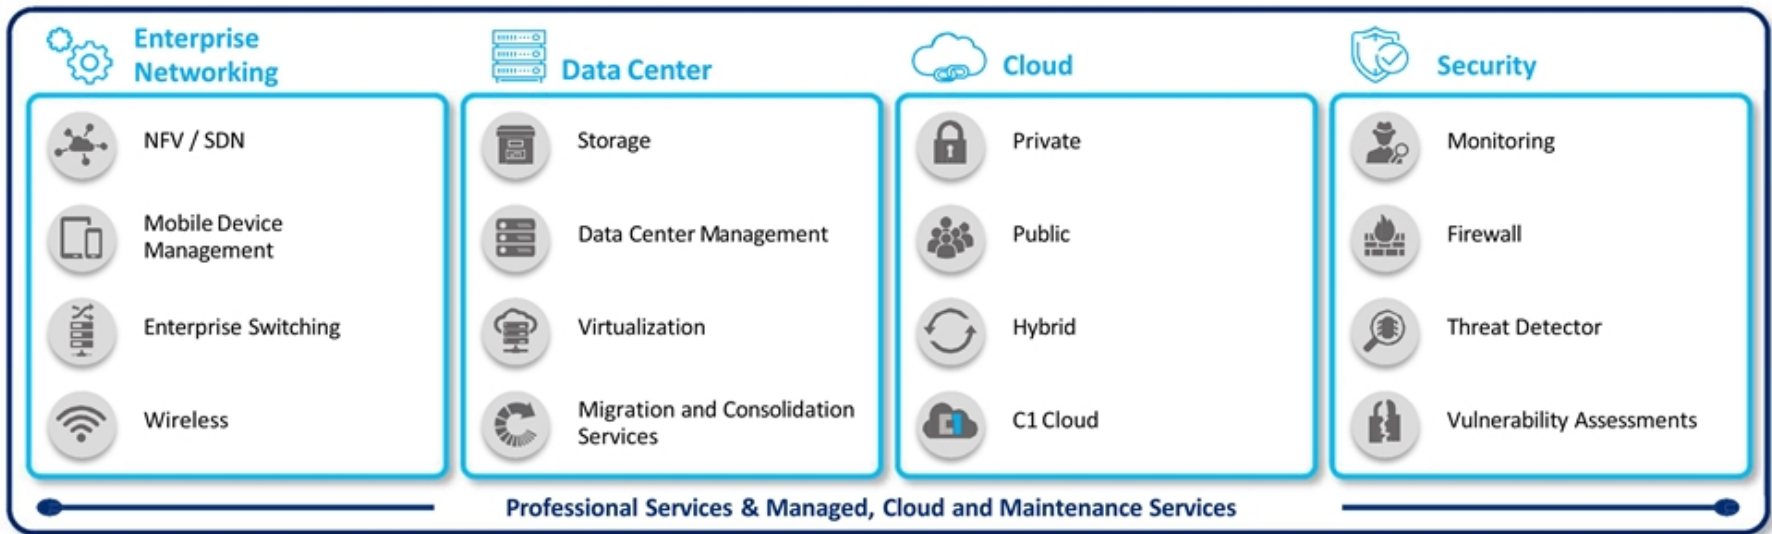 Enterprise
Networking
NFV / SDN
Mobile Device
Management
Enterprise Switching
Wireless
Data Center
Storage
Data Center Management
Virtualization
Migration and Consolidation
Services
Cloud
Private
Public
Hybrid
C1 Cloud
Security
Monitoring
Firewall
Threat Detector
Vulnerability Assessments
Professional Services & Managed, Cloud and Maintenance Services